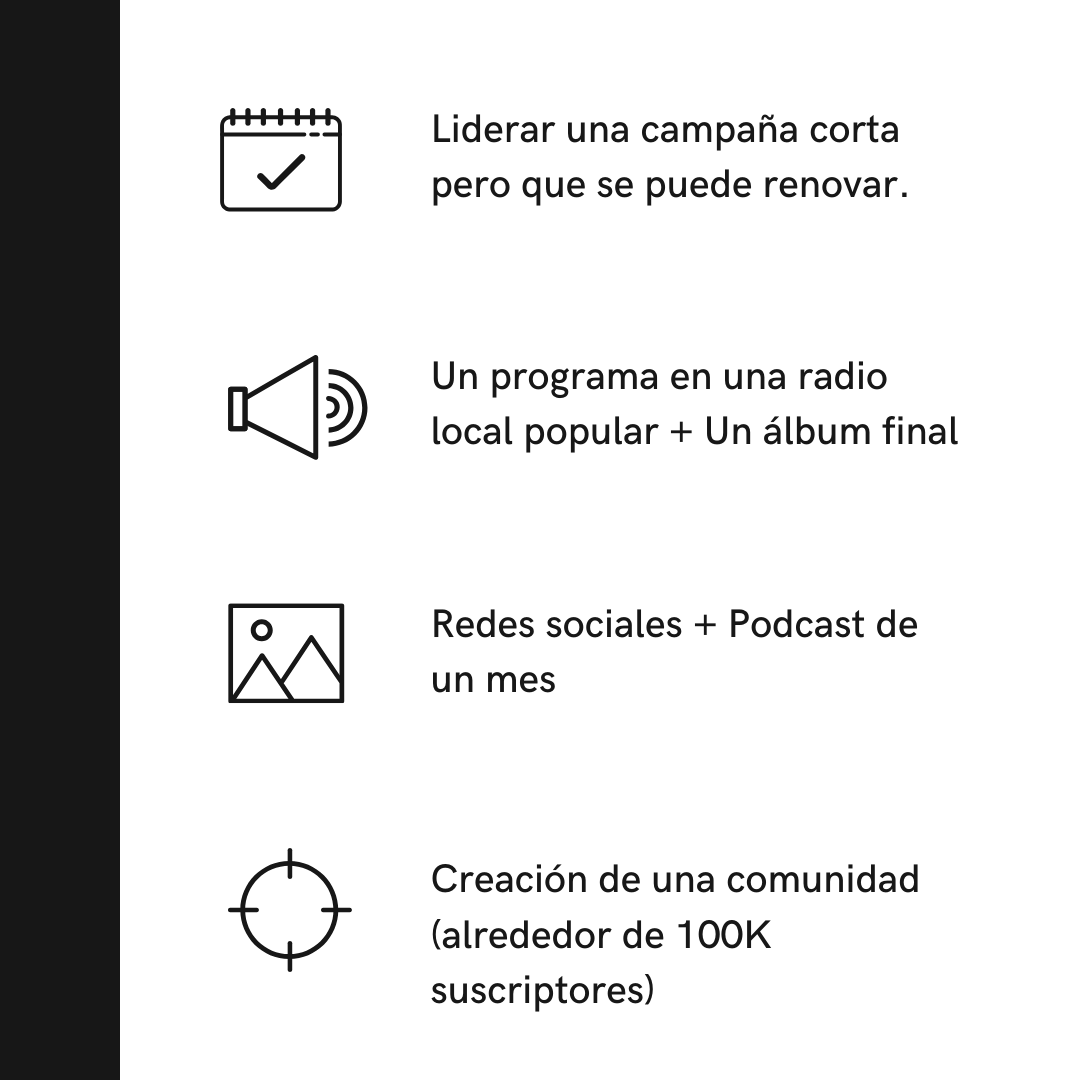 Liderar una campaña corta
pero que se puede renovar.
Un programa en una radio
local popular + Un álbum final
Redes sociales + Podcast de
un mes
Creación de una comunidad
(alrededor de 100K
suscriptores)